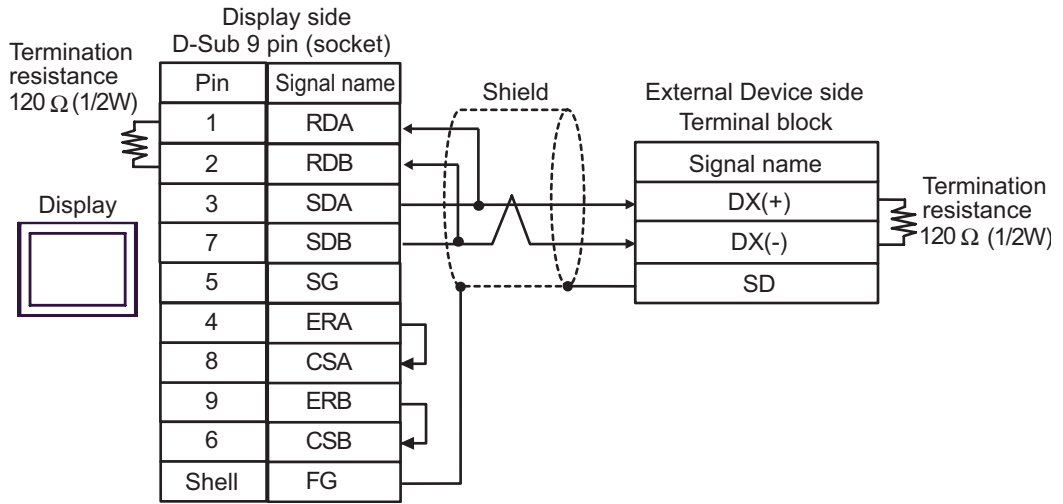 Display side
D-Sub 9 pin (socket)
Termination
resistance
120 Ω (1/2W)
Pin Signal name
1 RDA
2 RDB
3 SDA
7 SDB
5 SG
4 ERA
8 CSA
9 ERB
6 CSB
Shell FG
Display
Shield
External Device side
Terminal block
Signal name
DX(+)
DX(-)
SD
Termination
resistance
120 Ω (1/2W)